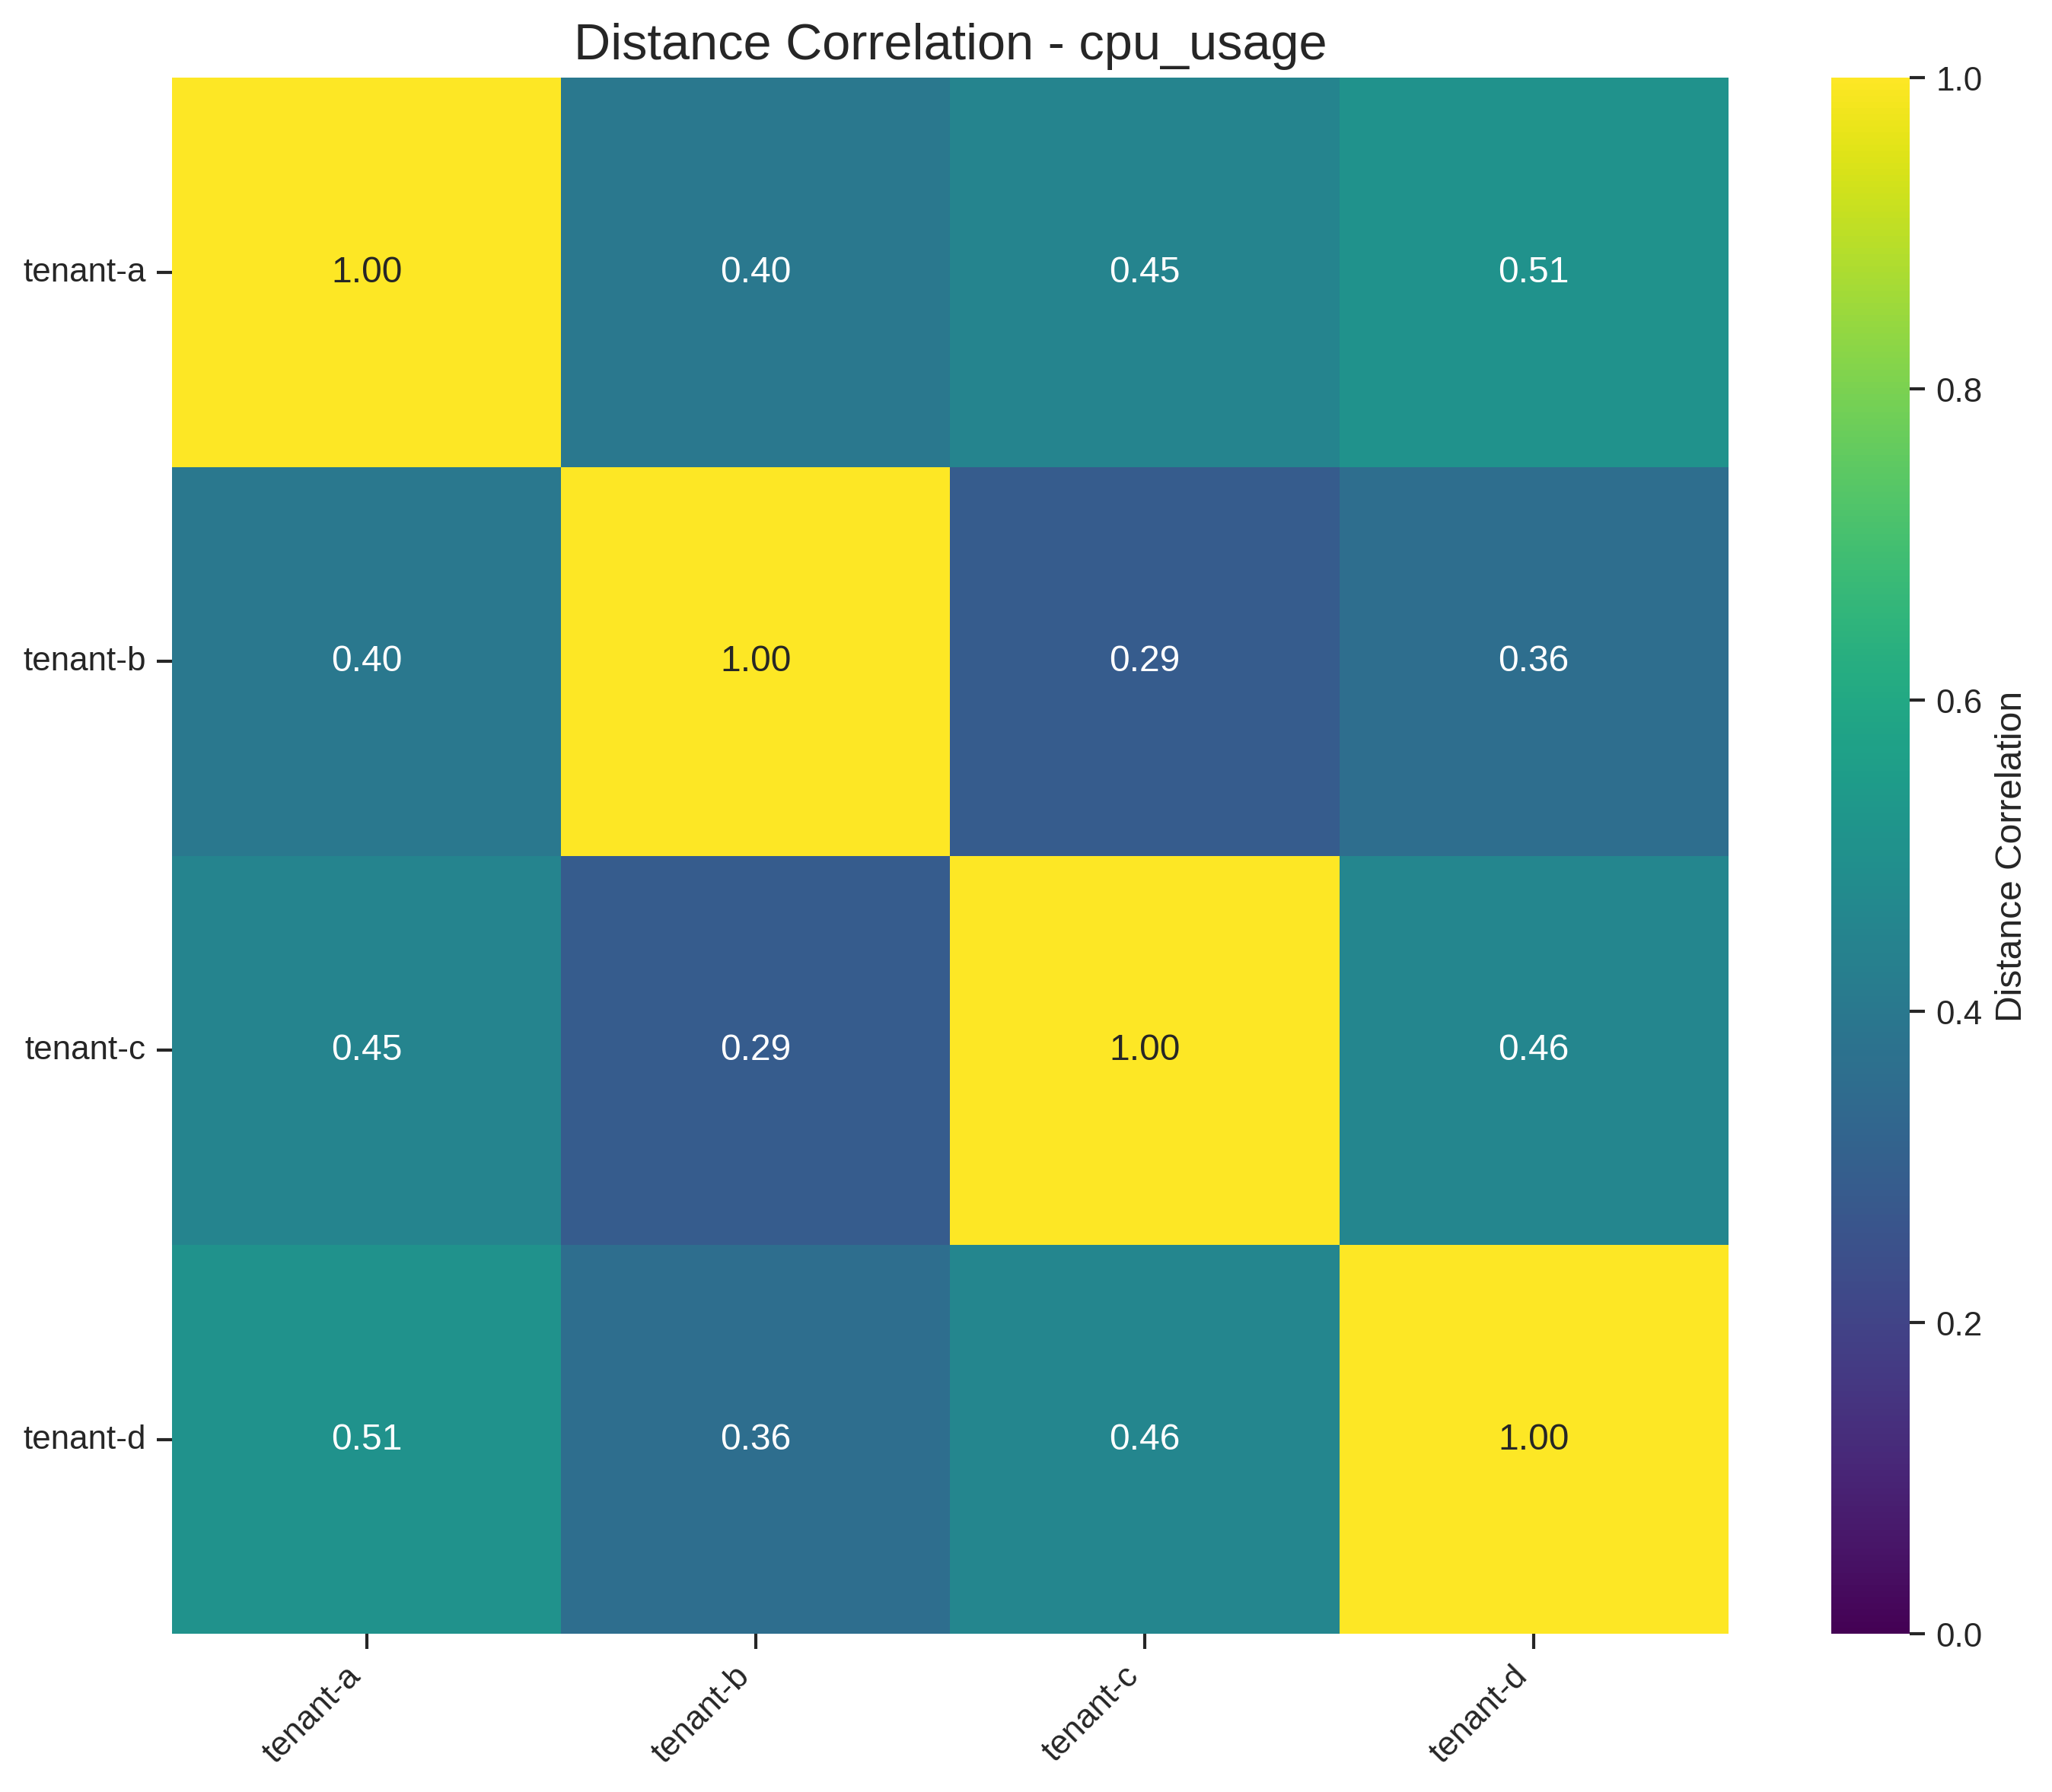 Distance Correlation - cpu_usage
tenant-a 1.00 0.40 0.45 0.51
tenant-b 0.40 1.00 0.29 0.36
tenant-c 0.45 0.29 1.00 0.46
tenant-d 0.51 0.36 0.46 1.00
tenant-a tenant-b tenant-c tenant-d
1.0
0.8
0.6
0.4
0.2
0.0
Distance Correlation